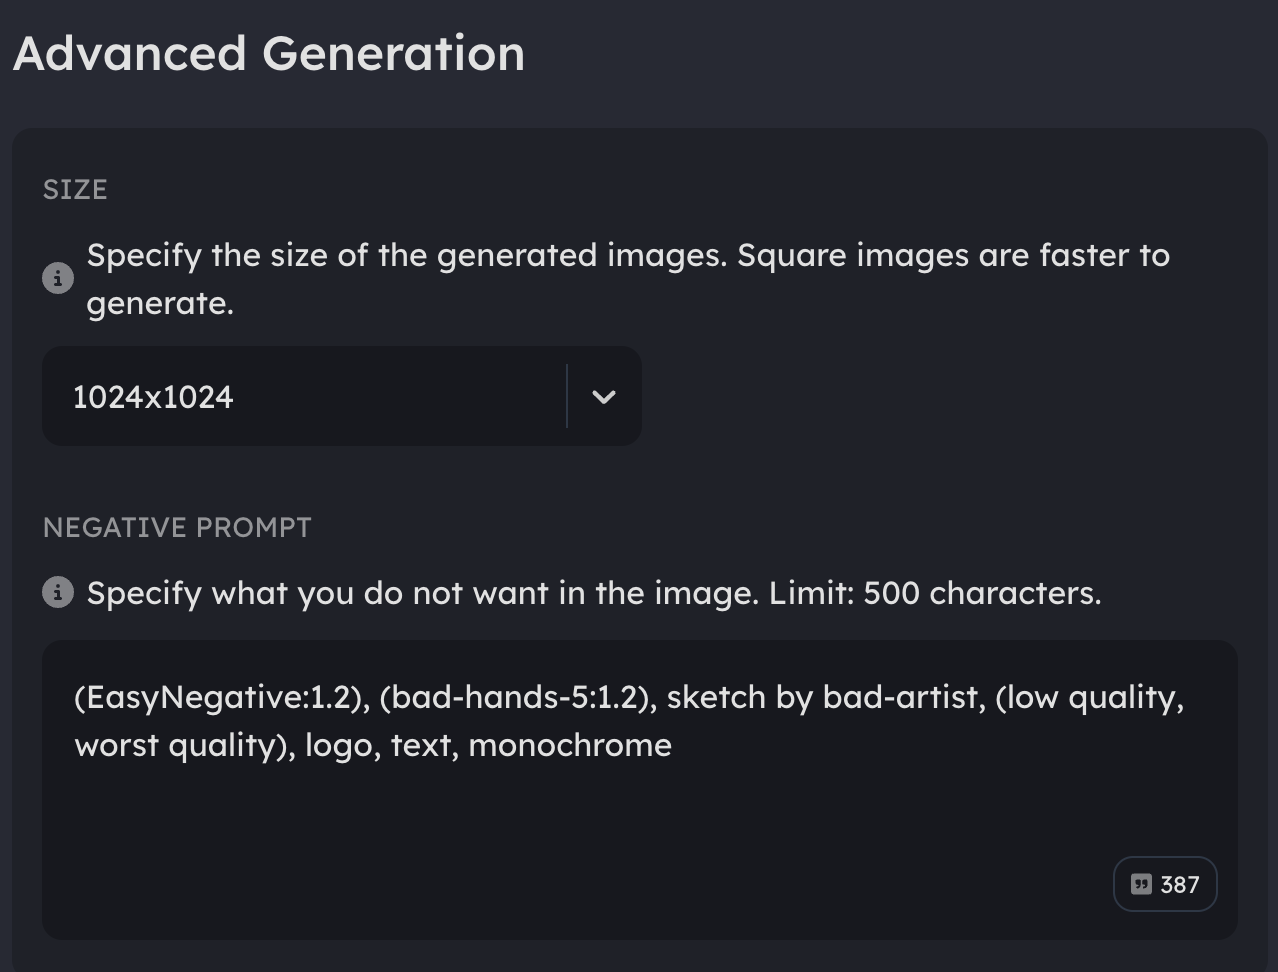 Advanced Generation
SIZE
Specify the size of the generated images. Square images are faster to
generate.
1024x1024
NEGATIVE PROMPT
Specify what you do not want in the image. Limit: 500 characters.
(EasyNegative:1.2), (bad-hands-5:1.2), sketch by bad-artist, (low quality,
worst quality), logo, text, monochrome
387